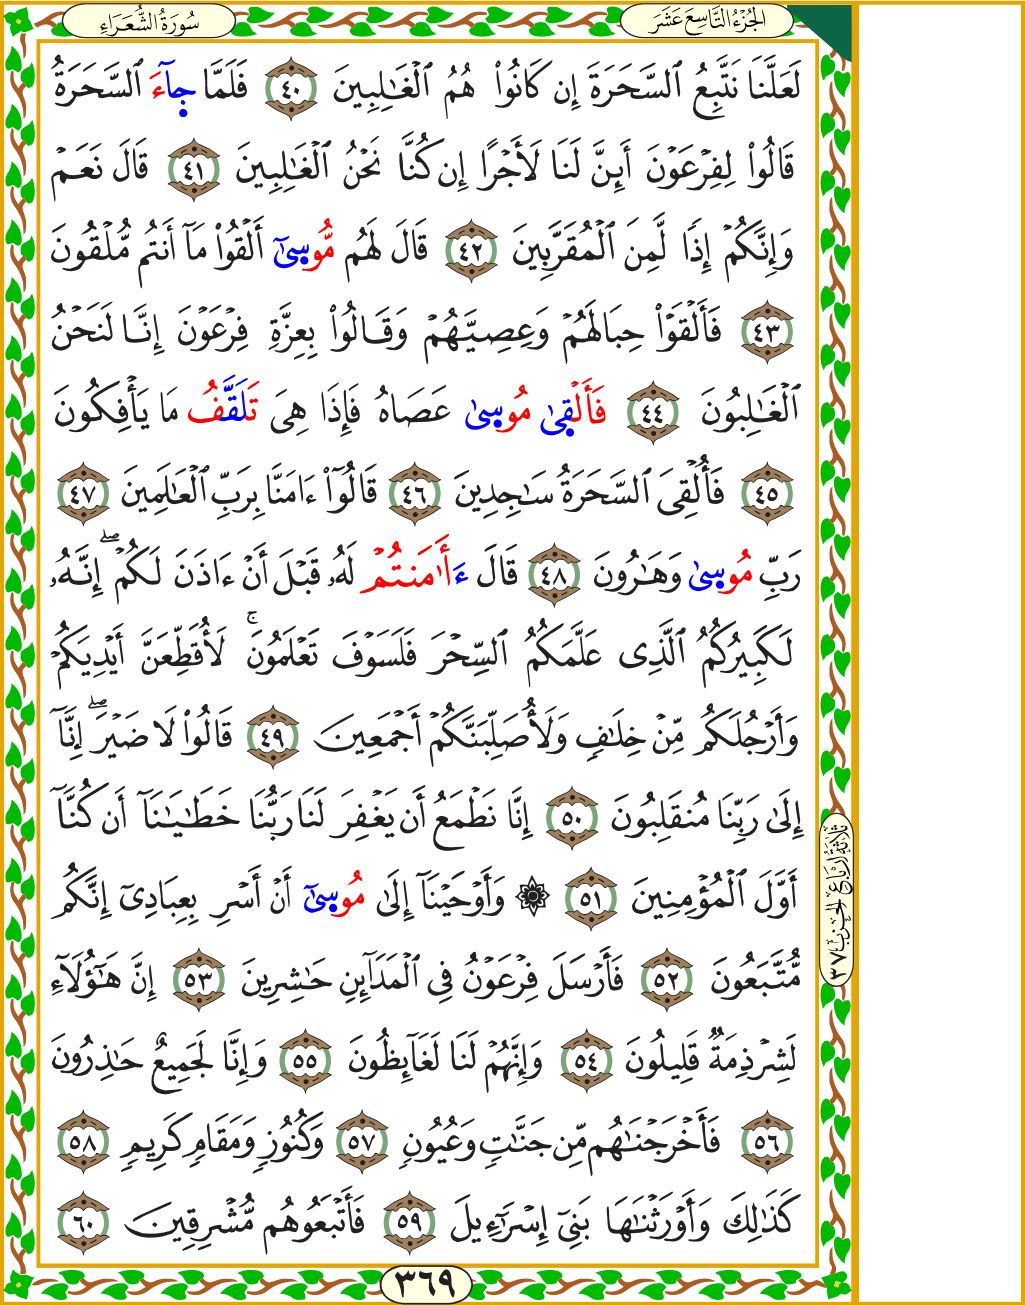 سُورَةُ الشُّعَرَاءِ
الجُزْءُ التَّاسِعَ عَشَرَ
لَعَلَّنَا نَتَّبِعُ ٱلسَّحَرَةَ إِن كَانُوا۟ هُمُ ٱلْغَـٰلِبِينَ ٤٠ فَلَمَّا جَآءَ ٱلسَّحَرَةُ
قَالُوا۟ لِفِرْعَوْنَ أَئِنَّ لَنَا لَأَجْرًا إِن كُنَّا نَحْنُ ٱلْغَـٰلِبِينَ ٤١ قَالَ نَعَمْ
وَإِنَّكُمْ إِذًا لَّمِنَ ٱلْمُقَرَّبِينَ ٤٢ قَالَ لَهُم مُّوسَىٰٓ أَلْقُوا۟ مَآ أَنتُم مُّلْقُونَ
٤٣ فَأَلْقَوْا۟ حِبَالَهُمْ وَعِصِيَّهُمْ وَقَالُوا۟ بِعِزَّةِ فِرْعَوْنَ إِنَّا لَنَحْنُ
ٱلْغَـٰلِبُونَ ٤٤ فَأَلْقَىٰ مُوسَىٰ عَصَاهُ فَإِذَا هِىَ تَلَقَّفُ مَا يَأْفِكُونَ
٤٥ فَأُلْقِىَ ٱلسَّحَرَةُ سَـٰجِدِينَ ٤٦ قَالُوٓا۟ ءَامَنَّا بِرَبِّ ٱلْعَـٰلَمِينَ ٤٧
رَبِّ مُوسَىٰ وَهَـٰرُونَ ٤٨ قَالَ ءَأَا۬مَنتُمْ لَهُۥ قَبْلَ أَنْ ءَاذَنَ لَكُمْ ۖ إِنَّهُۥ
لَكَبِيرُكُمُ ٱلَّذِى عَلَّمَكُمُ ٱلسِّحْرَ فَلَسَوْفَ تَعْلَمُونَ ۚ لَأُقَطِّعَنَّ أَيْدِيَكُمْ
وَأَرْجُلَكُم مِّنْ خِلَـٰفٍ وَلَأُصَلِّبَنَّكُمْ أَجْمَعِينَ ٤٩ قَالُوا۟ لَا ضَيْرَ ۖ إِنَّآ
إِلَىٰ رَبِّنَا مُنقَلِبُونَ ٥٠ إِنَّا نَطْمَعُ أَن يَغْفِرَ لَنَا رَبُّنَا خَطَـٰيَـٰنَآ أَن كُنَّآ
أَوَّلَ ٱلْمُؤْمِنِينَ ٥١ ۞ وَأَوْحَيْنَآ إِلَىٰ مُوسَىٰٓ أَنْ أَسْرِ بِعِبَادِىٓ إِنَّكُم
مُّتَّبَعُونَ ٥٢ فَأَرْسَلَ فِرْعَوْنُ فِى ٱلْمَدَآئِنِ حَـٰشِرِينَ ٥٣ إِنَّ هَـٰٓؤُلَآءِ
لَشِرْذِمَةٌ قَلِيلُونَ ٥٤ وَإِنَّهُمْ لَنَا لَغَآئِظُونَ ٥٥ وَإِنَّا لَجَمِيعٌ حَـٰذِرُونَ
٥٦ فَأَخْرَجْنَـٰهُم مِّن جَنَّـٰتٍ وَعُيُونٍ ٥٧ وَكُنُوزٍ وَمَقَامٍ كَرِيمٍ ٥٨
كَذَٰلِكَ وَأَوْرَثْنَـٰهَا بَنِىٓ إِسْرَٰٓءِيلَ ٥٩ فَأَتْبَعُوهُم مُّشْرِقِينَ ٦٠
ثَلَاثَةُ أَرْبَاعِ الحِزْبِ ٣٧
٣٦٩